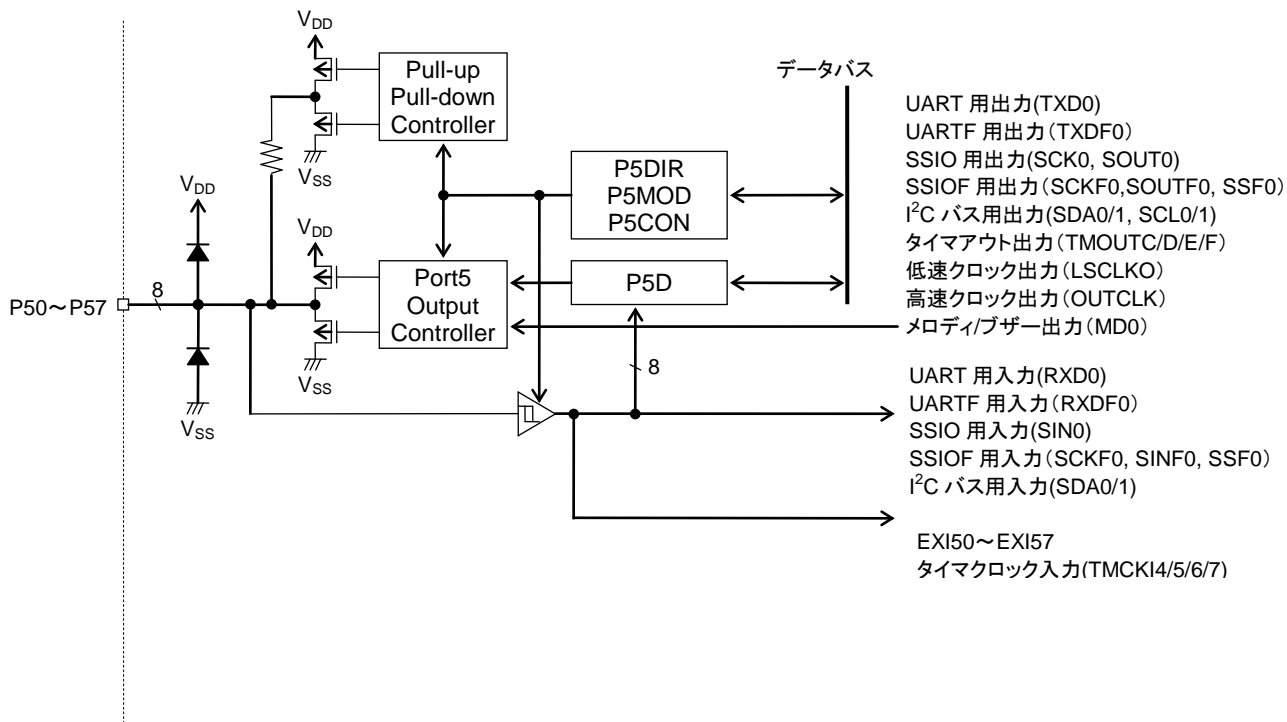 VDD
Pull-up
Pull-down
Controller
VSS
データバス
P5DIR
P5MOD
P5CON
VDD
VDD
Port5
Output
Controller
P5D
P50～P57
8
VSS
VSS
8
UART 用出力(TXD0)
UARTF 用出力（TXDF0）
SSIO 用出力(SCK0, SOUT0)
SSIOF 用出力（SCKF0,SOUTF0, SSF0）
I2C バス用出力(SDA0/1, SCL0/1)
タイマアウト出力（TMOUTC/D/E/F）
低速クロック出力（LSCLKO）
高速クロック出力（OUTCLK）
メロディ/ブザー出力（MD0）
UART 用入力(RXD0)
UARTF 用入力（RXDF0）
SSIO 用入力(SIN0)
SSIOF 用入力（SCKF0, SINF0, SSF0）
I2C バス用入力(SDA0/1)
EXI50～EXI57
タイマクロック入力(TMCKI4/5/6/7)